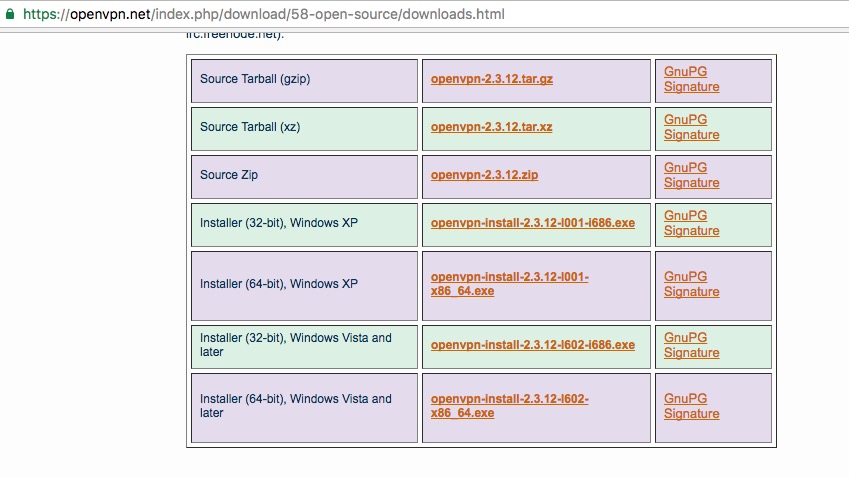 https://openvpn.net/index.php/download/58-open-source/downloads.html
irc.freenode.net).
Source Tarball (gzip)
openvpn-2.3.12.tar.gz
GnuPG
Signature
Source Tarball (xz)
openvpn-2.3.12.tar.xz
GnuPG
Signature
Source Zip
openvpn-2.3.12.zip
GnuPG
Signature
Installer (32-bit), Windows XP
openvpn-install-2.3.12-I001-i686.exe
GnuPG
Signature
Installer (64-bit), Windows XP
openvpn-install-2.3.12-I001-
x86_64.exe
GnuPG
Signature
Installer (32-bit), Windows Vista and
later
openvpn-install-2.3.12-I602-i686.exe
GnuPG
Signature
Installer (64-bit), Windows Vista and
later
openvpn-install-2.3.12-I602-
x86_64.exe
GnuPG
Signature